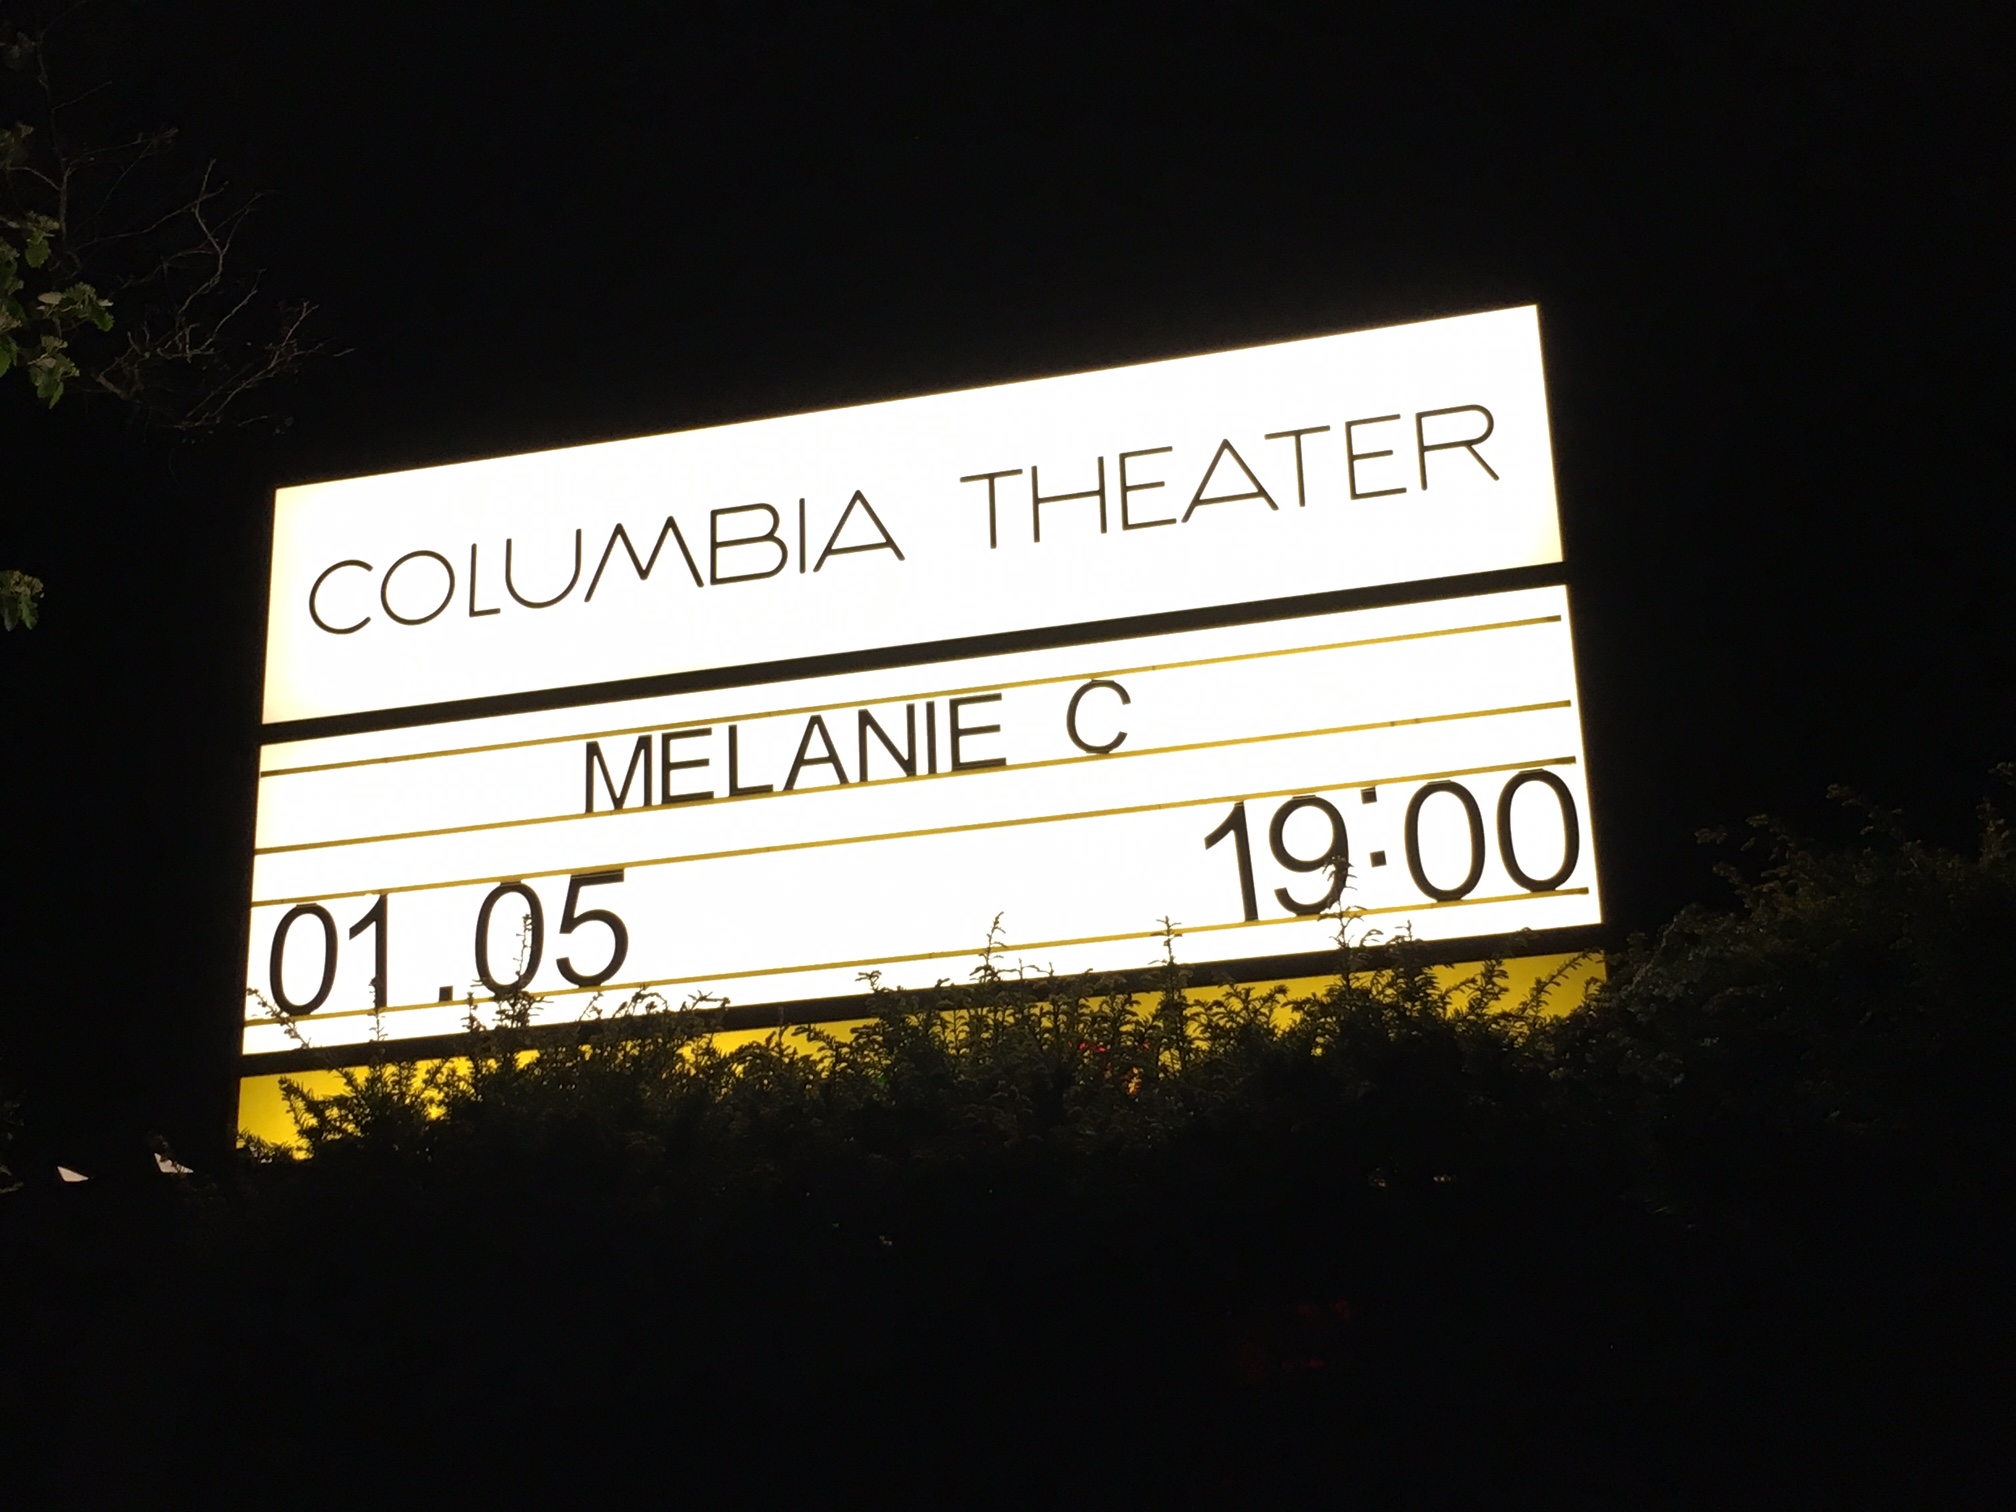 COLUMBIA THEATER
MELANIE C
01.05 19:00